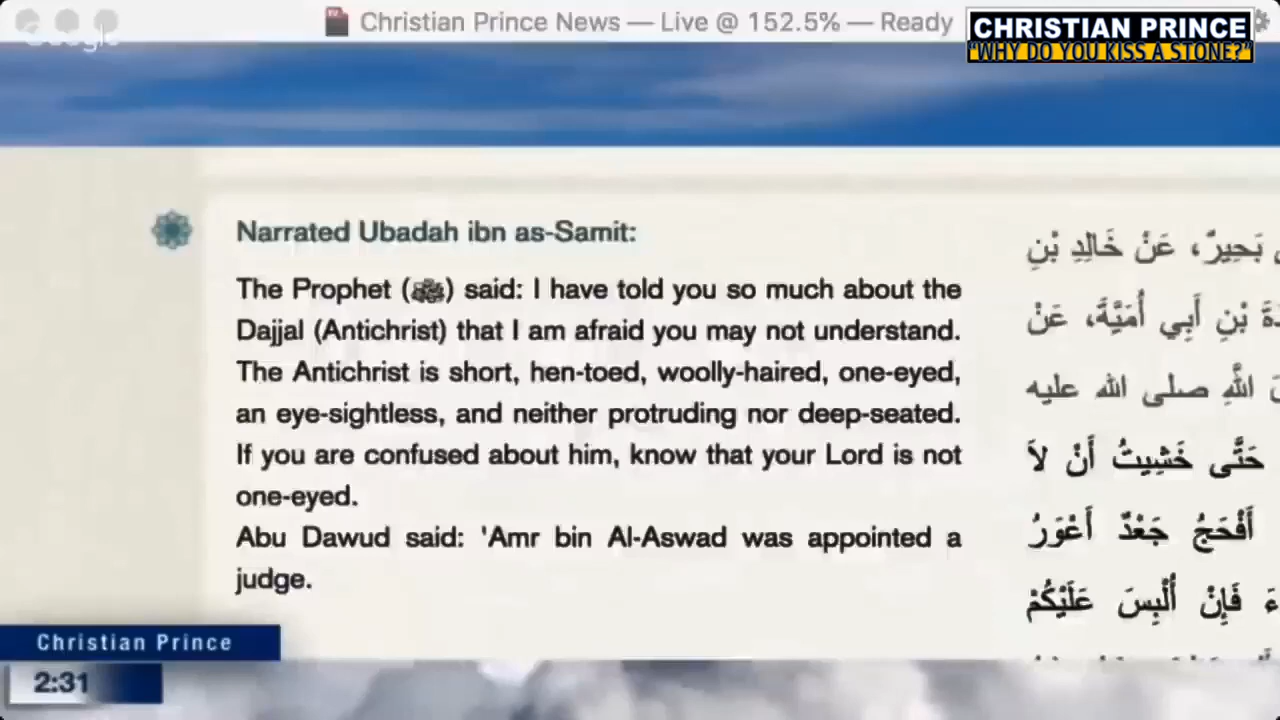 Christian Prince News — Live @ 152.5% — Ready
CHRISTIAN PRINCE
"WHY DO YOU KISS A STONE?"
Google
Narrated Ubadah ibn as-Samit:
The Prophet (ﷺ) said: I have told you so much about the
Dajjal (Antichrist) that I am afraid you may not understand.
The Antichrist is short, hen-toed, woolly-haired, one-eyed,
an eye-sightless, and neither protruding nor deep-seated.
If you are confused about him, know that your Lord is not
one-eyed.
Abu Dawud said: 'Amr bin Al-Aswad was appointed a
judge.
بَحِيرٌ، عَنْ خَالِدِ بْنِ
بْنِ أَبِي أُمَيَّةَ، عَنْ
اللَّهِ صلى الله عليه
حَتَّى خَشِيتُ أَنْ لاَ
أَفْحَجُ جَعْدٌ أَعْوَرُ
فَإِنْ أُلْبِسَ عَلَيْكُمْ
Christian Prince
2:31